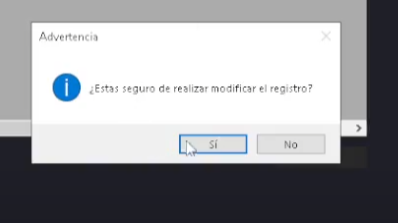 Advertencia
¿Estas seguro de realizar modificar el registro?
Sí
No